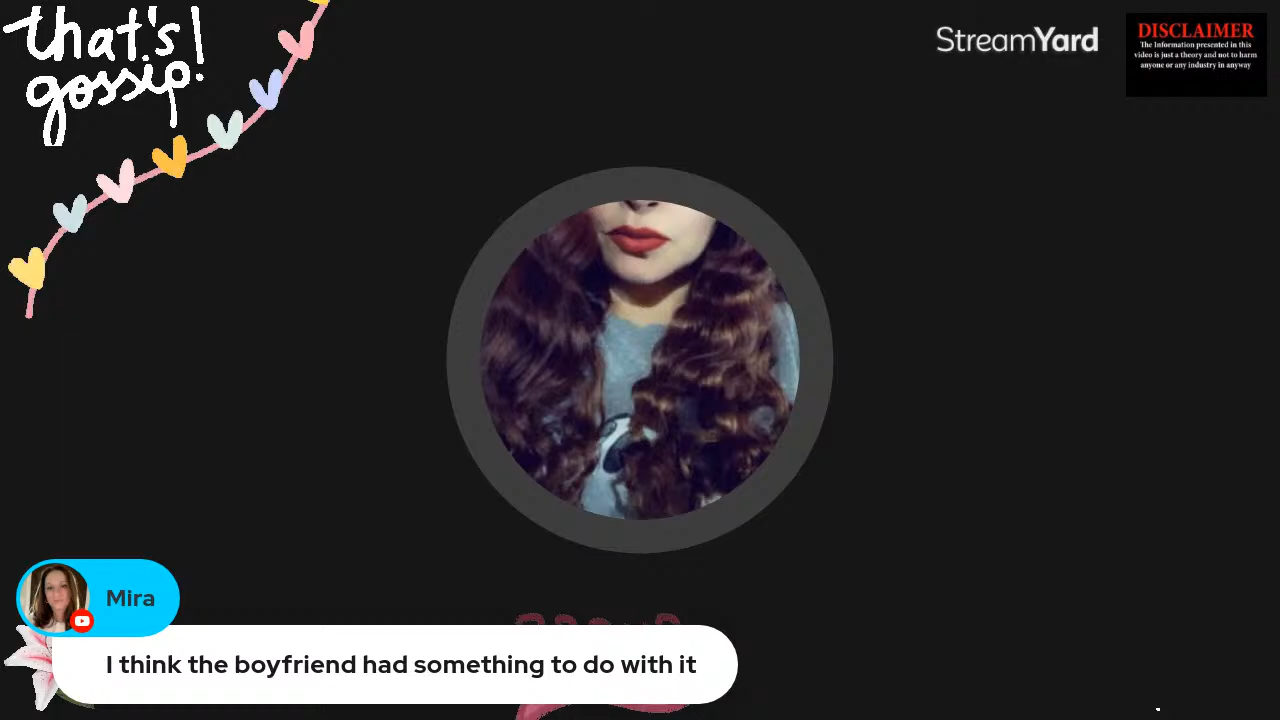 that's
gossip!
StreamYard
DISCLAIMER
The Information presented in this
video is just a theory and not to harm
anyone or any industry in anyway
Mira
I think the boyfriend had something to do with it